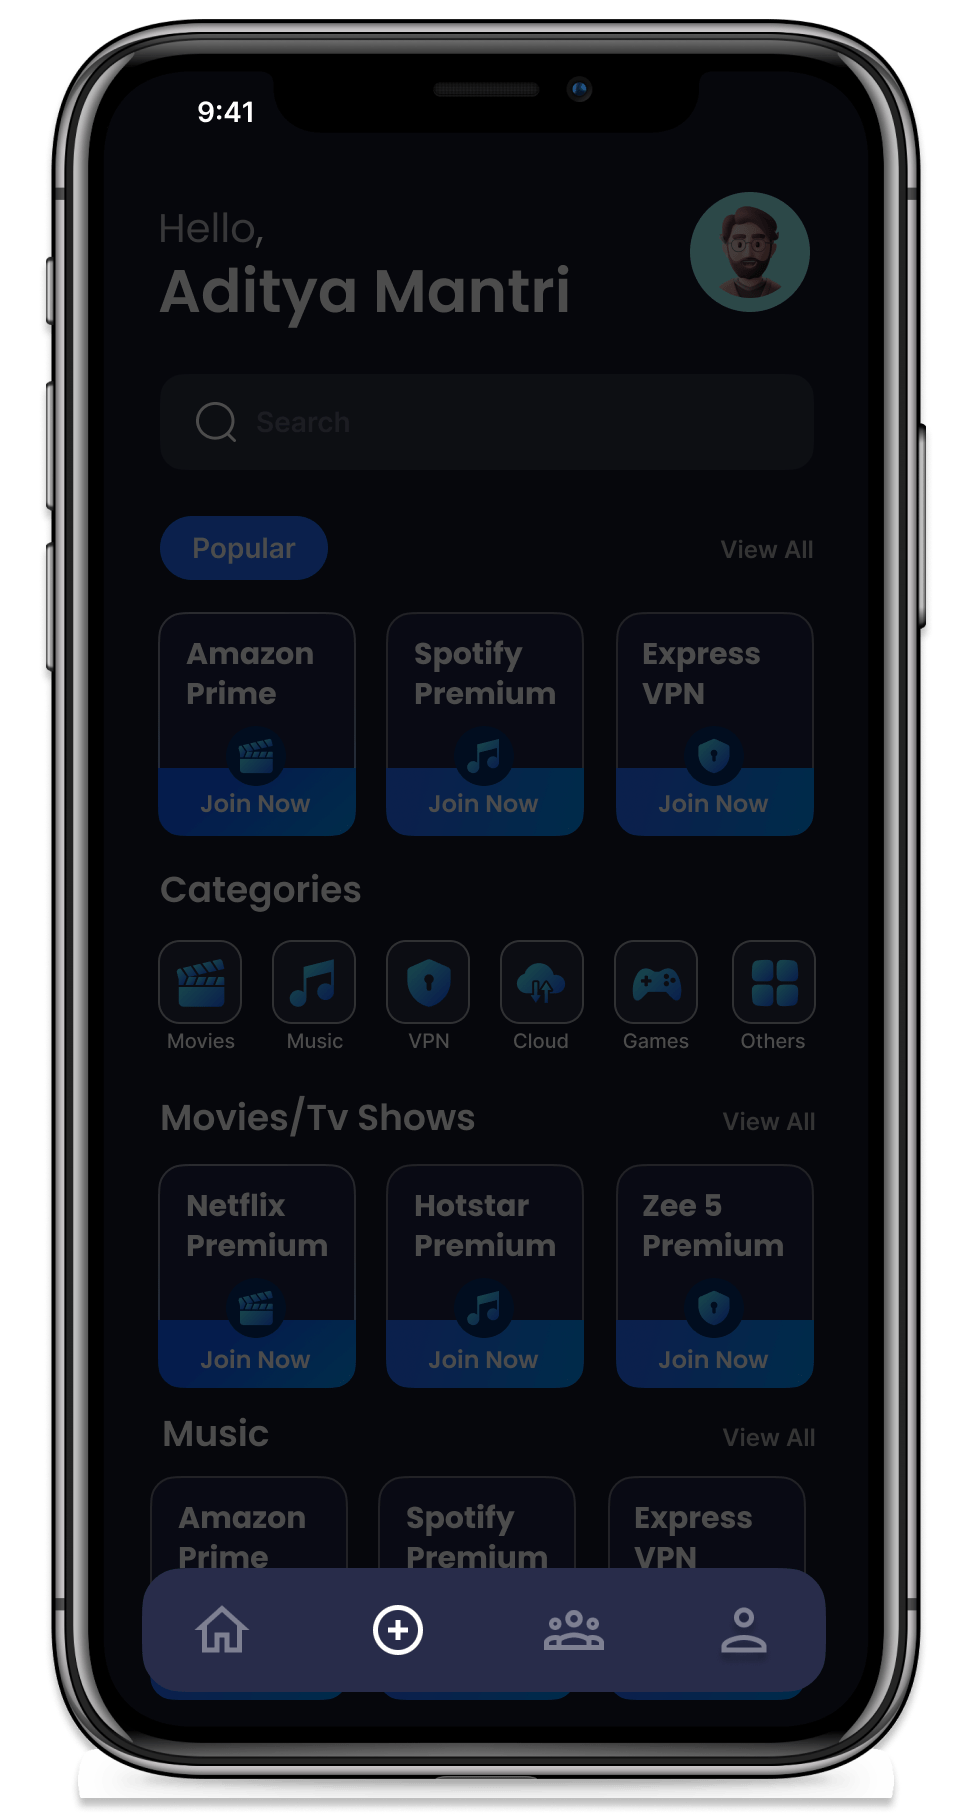 9:41
Hello,
Aditya Mantri
Search
Popular
View All
Amazon
Prime
Join Now
Spotify
Premium
Join Now
Express
VPN
Join Now
Categories
Movies
Music
VPN
Cloud
Games
Others
Movies/Tv Shows
View All
Netflix
Premium
Join Now
Hotstar
Premium
Join Now
Zee 5
Premium
Join Now
Music
View All
Amazon
Prime
Spotify
Premium
Express
VPN